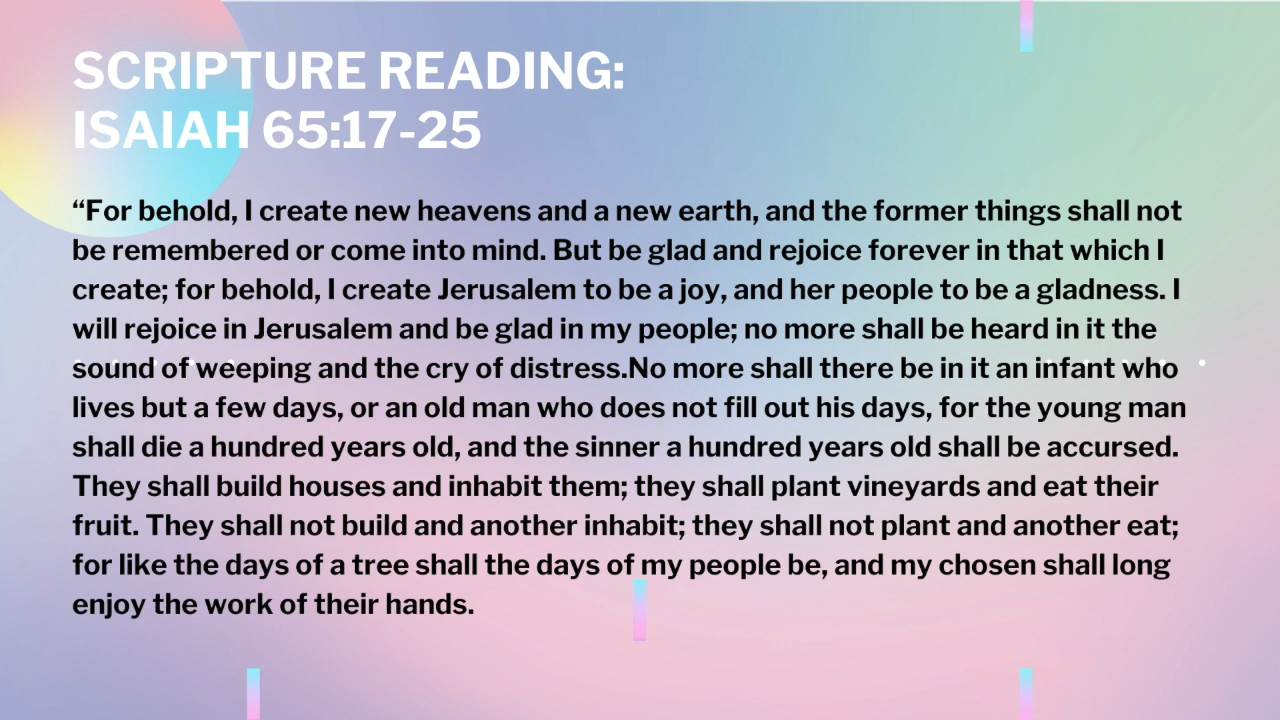 SCRIPTURE READING:
ISAIAH 65:17-25
“For behold, I create new heavens and a new earth, and the former things shall not
be remembered or come into mind. But be glad and rejoice forever in that which I
create; for behold, I create Jerusalem to be a joy, and her people to be a gladness. I
will rejoice in Jerusalem and be glad in my people; no more shall be heard in it the
sound of weeping and the cry of distress.No more shall there be in it an infant who
lives but a few days, or an old man who does not fill out his days, for the young man
shall die a hundred years old, and the sinner a hundred years old shall be accursed.
They shall build houses and inhabit them; they shall plant vineyards and eat their
fruit. They shall not build and another inhabit; they shall not plant and another eat;
for like the days of a tree shall the days of my people be, and my chosen shall long
enjoy the work of their hands.